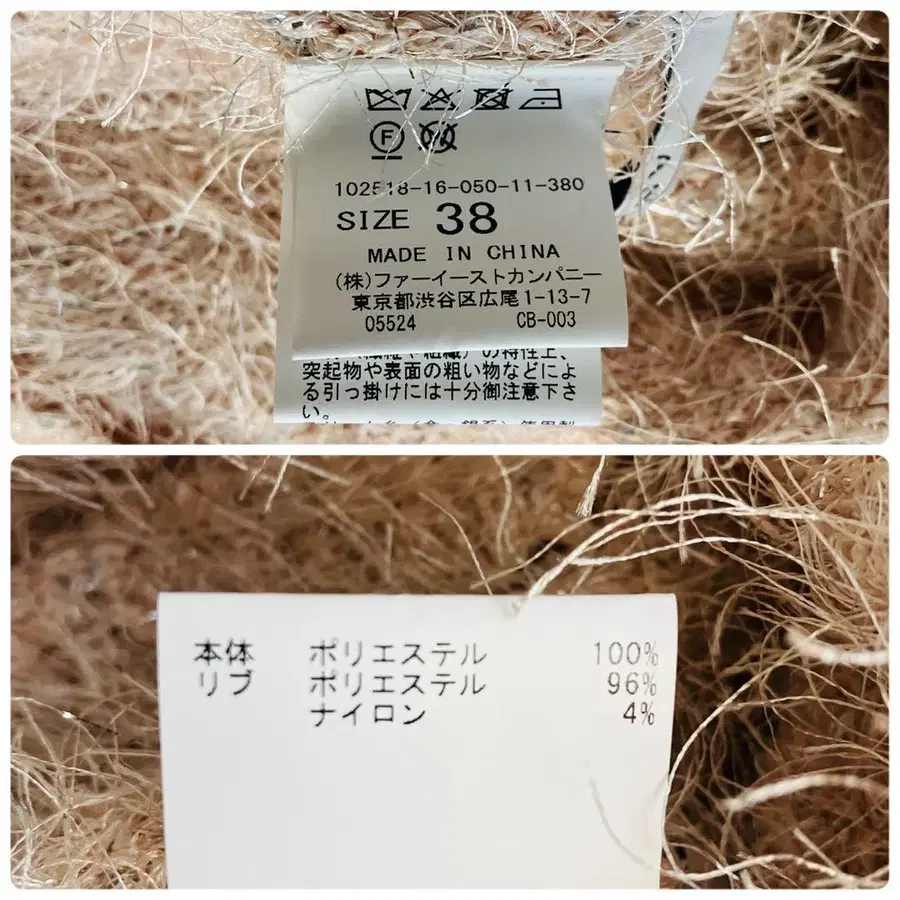 F
102518-16-050-11-380
SIZE 38
MADE IN CHINA
(株)ファーイーストカンパニー
東京都渋谷区広尾1-13-7
05524 CB-003
の特性上、
突起物や表面の粗い物などによ
る引っ掛けには十分御注意下さ
い。
本体 ポリエステル 100%
リブ ポリエステル 96%
ナイロン 4%